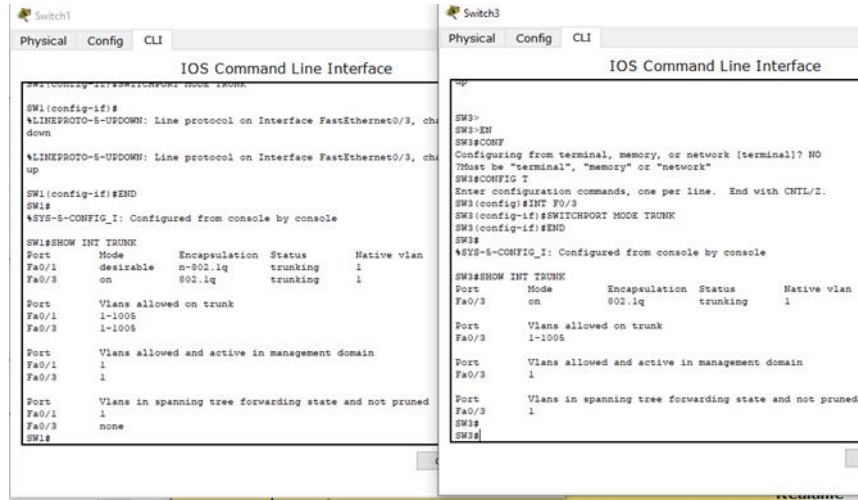 Switch1
Physical Config CLI
IOS Command Line Interface
SW1(config-if)#SWITCHPORT MODE TRUNK
SW1(config-if)#
%LINEPROTO-5-UPDOWN: Line protocol on Interface FastEthernet0/3, cha
down
%LINEPROTO-5-UPDOWN: Line protocol on Interface FastEthernet0/3, cha
up
SW1(config-if)#END
SW1#
%SYS-5-CONFIG_I: Configured from console by console
SW1#SHOW INT TRUNK
Port Mode Encapsulation Status Native vlan
Fa0/1 desirable n-802.1q trunking 1
Fa0/3 on 802.1q trunking 1
Port Vlans allowed on trunk
Fa0/1 1-1005
Fa0/3 1-1005
Port Vlans allowed and active in management domain
Fa0/1 1
Fa0/3 1
Port Vlans in spanning tree forwarding state and not pruned
Fa0/1 1
Fa0/3 none
SW1#
Switch3
Physical Config CLI
IOS Command Line Interface
up
SW3>
SW3>EN
SW3#CONF
Configuring from terminal, memory, or network [terminal]? NO
?Must be "terminal", "memory" or "network"
SW3#CONFIG T
Enter configuration commands, one per line. End with CNTL/Z.
SW3(config)#INT F0/3
SW3(config-if)#SWITCHPORT MODE TRUNK
SW3(config-if)#END
SW3#
%SYS-5-CONFIG_I: Configured from console by console
SW3#SHOW INT TRUNK
Port Mode Encapsulation Status Native vlan
Fa0/3 on 802.1q trunking 1
Port Vlans allowed on trunk
Fa0/3 1-1005
Port Vlans allowed and active in management domain
Fa0/3 1
Port Vlans in spanning tree forwarding state and not pruned
Fa0/3 1
SW3#
SW3#